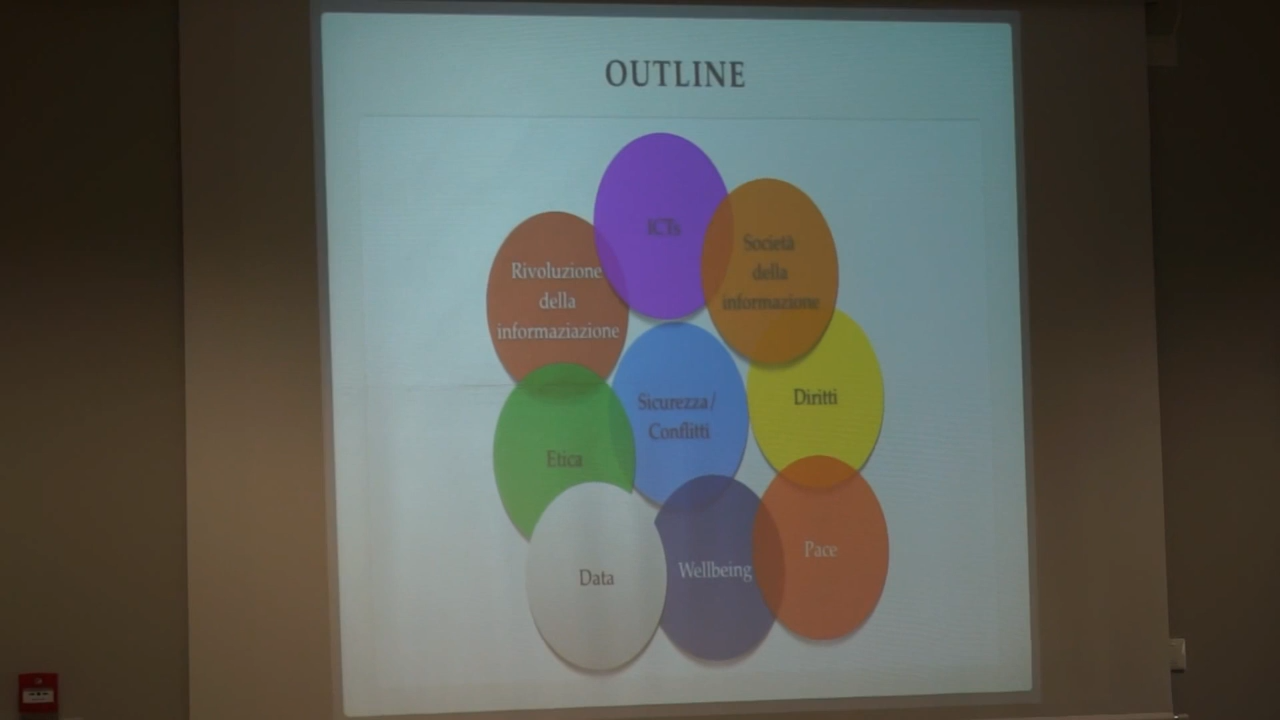 OUTLINE
ICTs
Società
della
informazione
Rivoluzione
della
informaziazione
Sicurezza/
Conflitti
Diritti
Etica
Pace
Wellbeing
Data